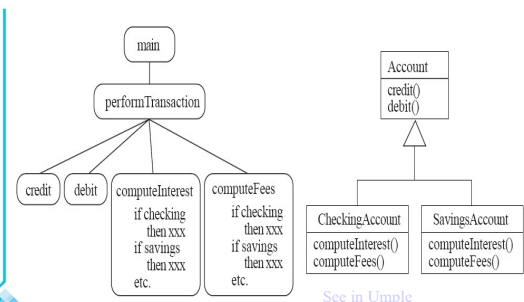 main
performTransaction
credit
debit
computeInterest
if checking
then xxx
if savings
then xxx
etc.
computeFees
if checking
then xxx
if savings
then xxx
etc.
Account
credit()
debit()
CheckingAccount
computeInterest()
computeFees()
SavingsAccount
computeInterest()
computeFees()
See in Umple